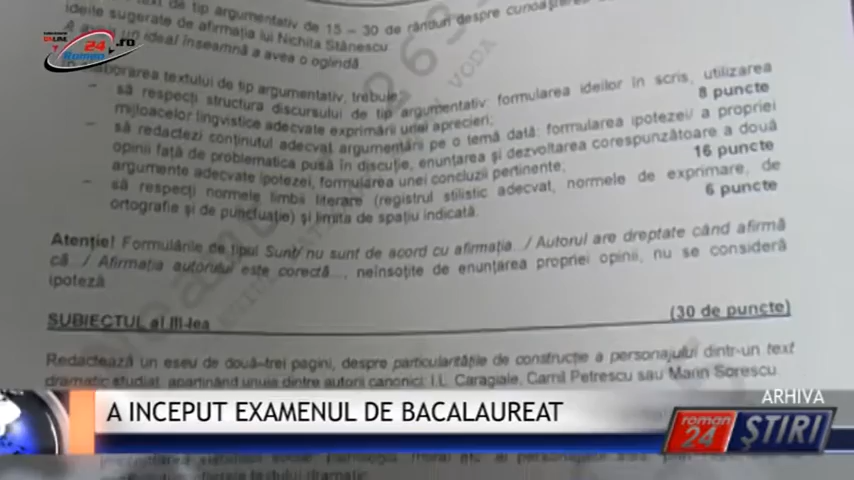 text de tip argumentativ de 15 – 30 de rânduri despre cunoașterea
ideile sugerate de afirmația lui Nichita Stănescu:
A avea un ideal înseamnă a avea o oglindă.
elaborarea textului de tip argumentativ, trebuie:
– să respecți structura discursului de tip argumentativ: formularea ideilor în scris, utilizarea
mijloacelor lingvistice adecvate exprimării unei aprecieri;
8 puncte
– să redactezi conținutul adecvat argumentării pe o temă dată: formularea ipotezei/ a propriei
opinii față de problematica pusă în discuție, enunțarea și dezvoltarea corespunzătoare a două
argumente adecvate ipotezei, formularea unei concluzii pertinente;
16 puncte
– să respecți normele limbii literare (registrul stilistic adecvat, normele de exprimare, de
ortografie și de punctuație) și limita de spațiu indicată.
6 puncte
Atenție! Formulările de tipul Sunt/ nu sunt de acord cu afirmația.../ Autorul are dreptate când afirmă
că.../ Afirmația autorului este corectă..., neînsoțite de enunțarea propriei opinii, nu se consideră
ipoteză.
SUBIECTUL al III-lea (30 de puncte)
Redactează un eseu de două–trei pagini, despre particularitățile de construcție a personajului dintr-un text
dramatic studiat, aparținând unuia dintre autorii canonici: I.L. Caragiale, Camil Petrescu sau Marin Sorescu.
ONLINE
24.ro
Roman
VODA
ARHIVA
A INCEPUT EXAMENUL DE BACALAUREAT
roman
24
ȘTIRI